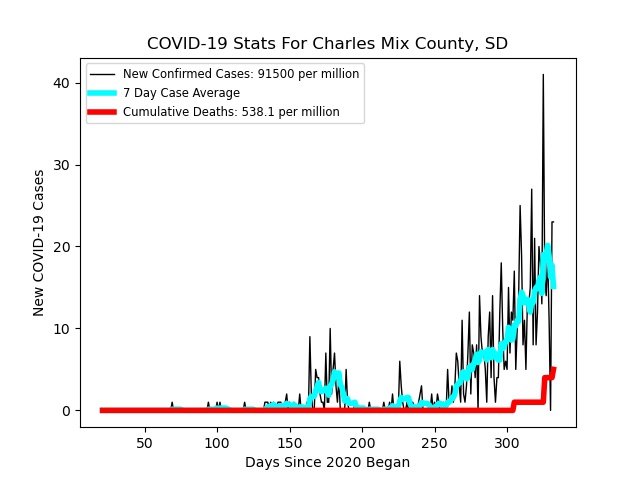 COVID-19 Stats For Charles Mix County, SD
New Confirmed Cases: 91500 per million
7 Day Case Average
Cumulative Deaths: 538.1 per million
New COVID-19 Cases
40
30
20
10
0
50 100 150 200 250 300
Days Since 2020 Began